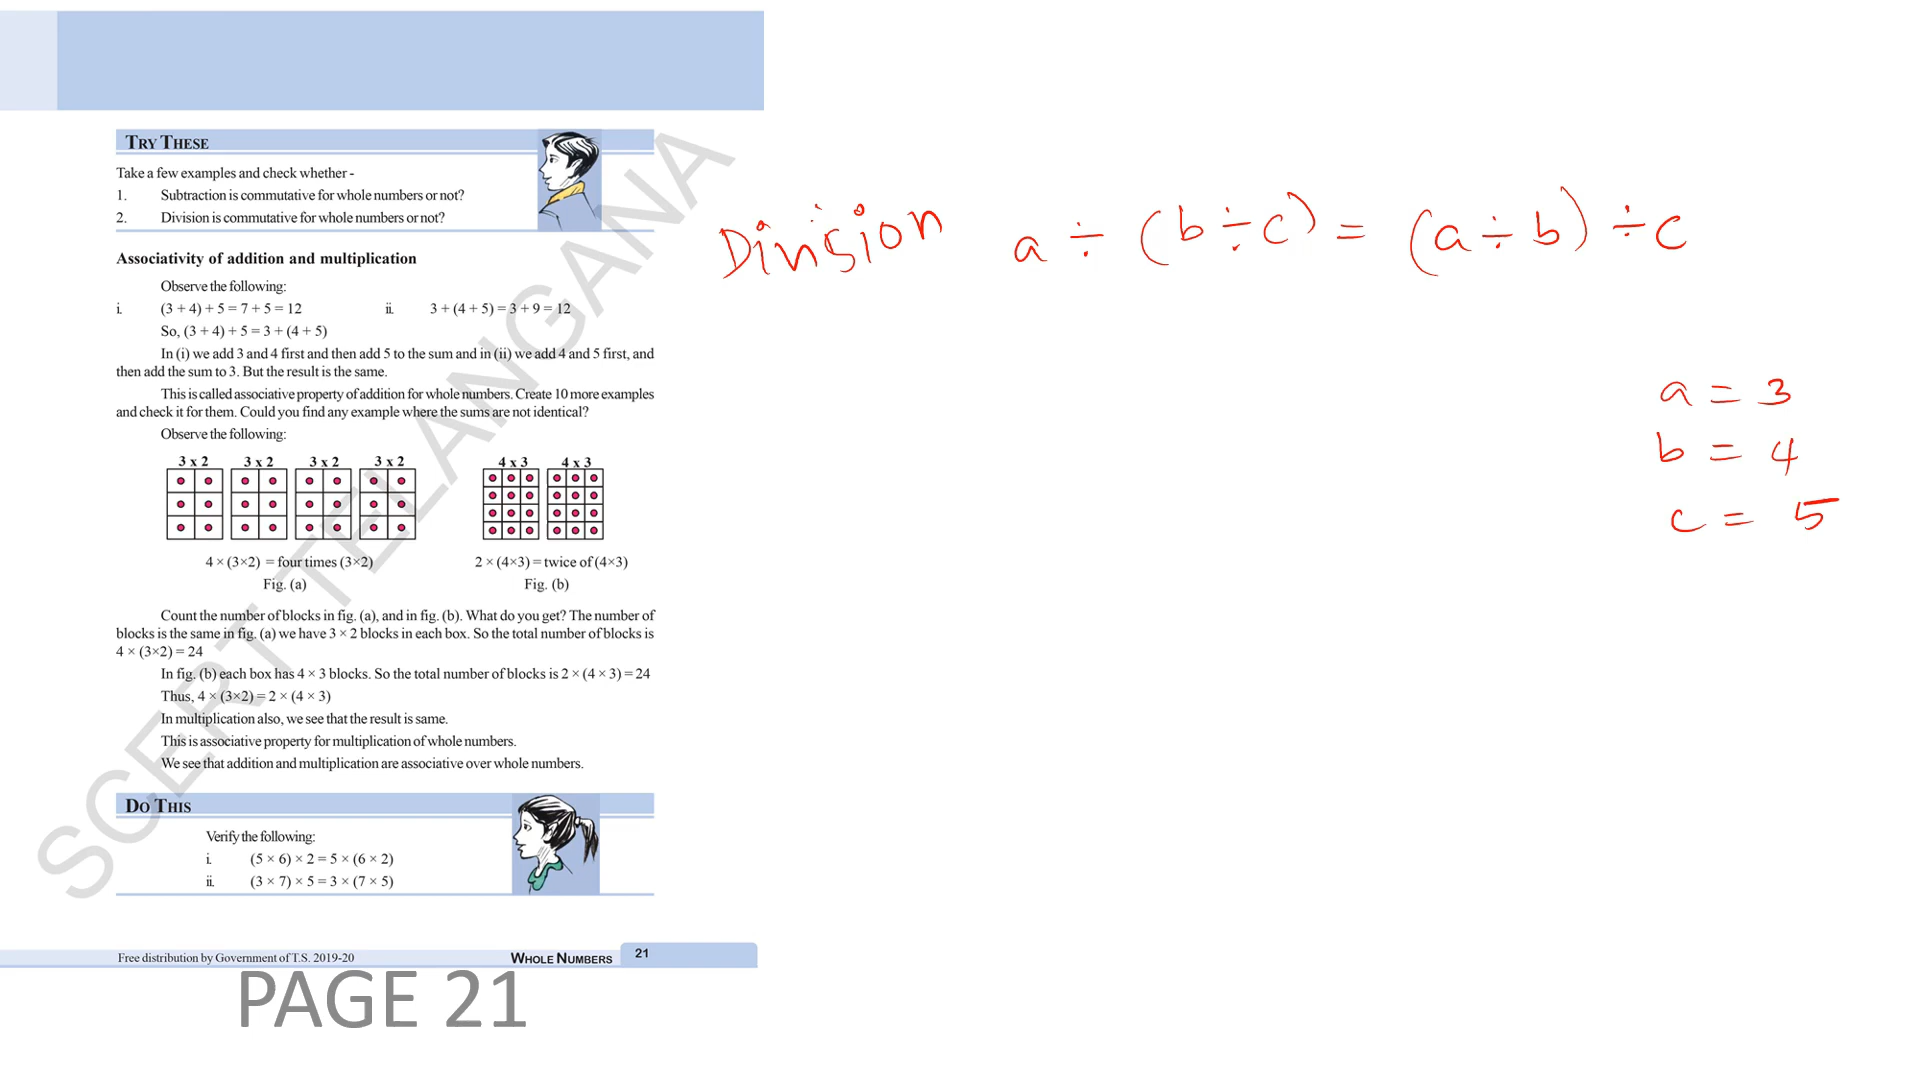 TRY THESE
Take a few examples and check whether -
1. Subtraction is commutative for whole numbers or not?
2. Division is commutative for whole numbers or not?
Associativity of addition and multiplication
Observe the following:
i. (3 + 4) + 5 = 7 + 5 = 12 ii. 3 + (4 + 5) = 3 + 9 = 12
So, (3 + 4) + 5 = 3 + (4 + 5)
In (i) we add 3 and 4 first and then add 5 to the sum and in (ii) we add 4 and 5 first, and
then add the sum to 3. But the result is the same.
This is called associative property of addition for whole numbers. Create 10 more examples
and check it for them. Could you find any example where the sums are not identical?
Observe the following:
3 x 2 3 x 2 3 x 2 3 x 2 4 x 3 4 x 3
4 × (3×2) = four times (3×2) 2 × (4×3) = twice of (4×3)
Fig. (a) Fig. (b)
Count the number of blocks in fig. (a), and in fig. (b). What do you get? The number of
blocks is the same in fig. (a) we have 3 × 2 blocks in each box. So the total number of blocks is
4 × (3×2) = 24
In fig. (b) each box has 4 × 3 blocks. So the total number of blocks is 2 × (4 × 3) = 24
Thus, 4 × (3×2) = 2 × (4 × 3)
In multiplication also, we see that the result is same.
This is associative property for multiplication of whole numbers.
We see that addition and multiplication are associative over whole numbers.
DO THIS
Verify the following:
i. (5 × 6) × 2 = 5 × (6 × 2)
ii. (3 × 7) × 5 = 3 × (7 × 5)
Free distribution by Government of T.S. 2019-20 WHOLE NUMBERS 21
SCERT TELANGANA
PAGE 21
Division a ÷ (b ÷ c) = (a ÷ b) ÷ c
a = 3
b = 4
c = 5